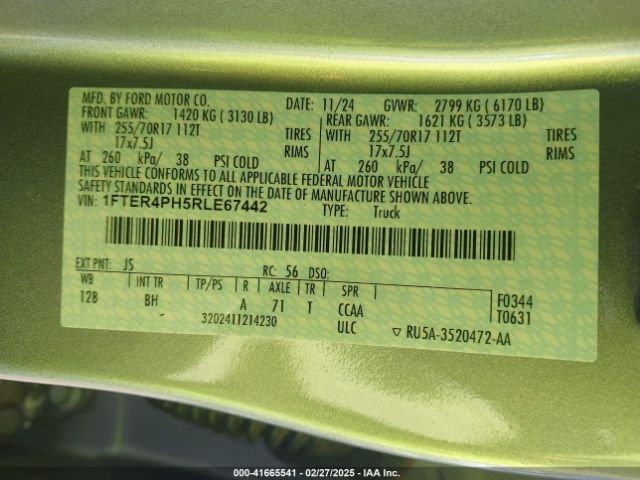 MFD. BY FORD MOTOR CO. DATE: 11/24 GVWR: 2799 KG ( 6170 LB)
FRONT GAWR: 1420 KG ( 3130 LB) REAR GAWR: 1621 KG ( 3573 LB)
WITH 255/70R17 112T TIRES WITH 255/70R17 112T TIRES
17x7.5J RIMS 17x7.5J RIMS
AT 260 kPa/ 38 PSI COLD AT 260 kPa/ 38 PSI COLD
THIS VEHICLE CONFORMS TO ALL APPLICABLE FEDERAL MOTOR VEHICLE
SAFETY STANDARDS IN EFFECT ON THE DATE OF MANUFACTURE SHOWN ABOVE.
VIN: 1FTER4PH5RLE67442 TYPE: Truck
EXT PNT: JS RC: 56 DSO:
WB INT TR TP/PS R AXLE TR SPR F0344
128 BH A 71 T CCAA T0631
3202411214230 ULC ▽ RU5A-3520472-AA
000-41665541 / 02/27/2025 - IAA Inc.